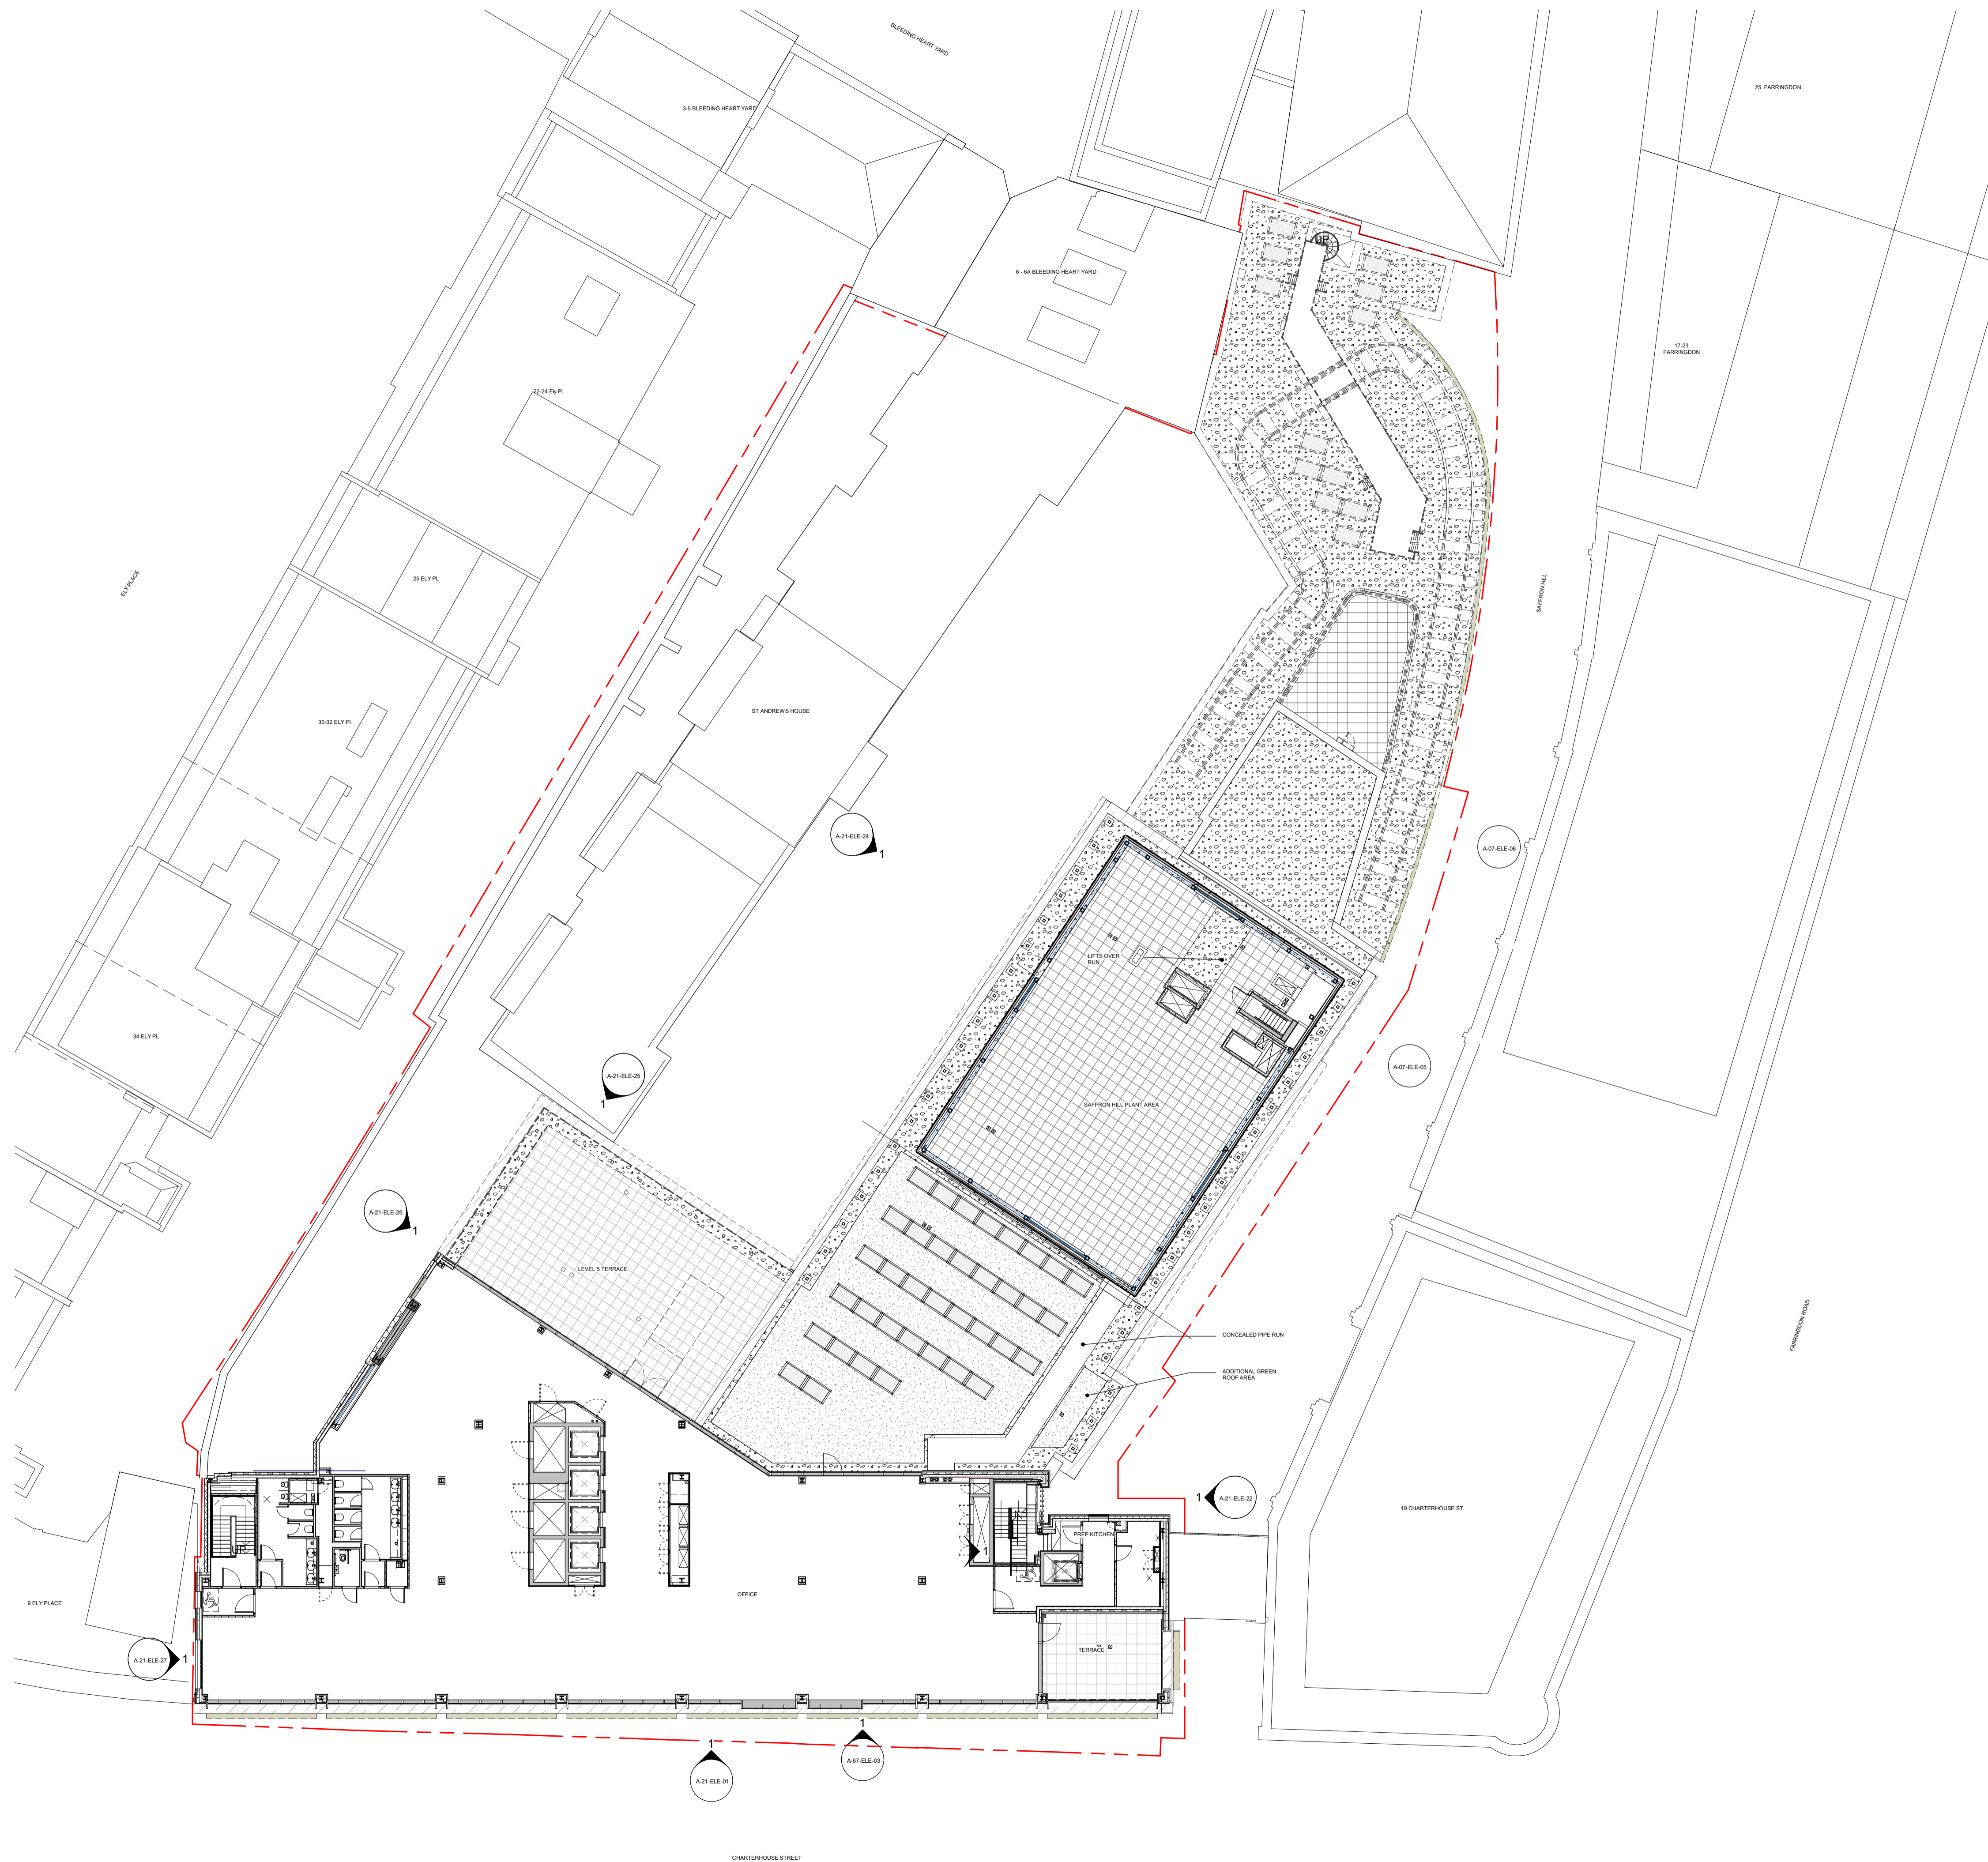 BLEEDING HEART YARD
25 FARRINGDON
3-5 BLEEDING HEART YARD
UP
6 - 6A BLEEDING HEART YARD
17-23
FARRINGDON
22-24 Ely Pl
ELY PLACE
25 ELY PL
SAFFRON HILL
30-32 ELY Pl
ST ANDREWS HOUSE
A-21-ELE-24
1
A-07-ELE-06
LIFTS OVER
RUN
34 ELY PL
A-21-ELE-25
1
A-07-ELE-05
SAFFRON HILL PLANT AREA
A-21-ELE-26
1
LEVEL 5 TERRACE
FARRINGDON ROAD
CONCEALED PIPE RUN
ADDITIONAL GREEN
ROOF AREA
1
A-21-ELE-22
19 CHARTERHOUSE ST
PREP KITCHEN
UP
1
OFFICE
9 ELY PLACE
TERRACE
A-21-ELE-27
1
1
A-21-ELE-01
1
A-67-ELE-03
CHARTERHOUSE STREET